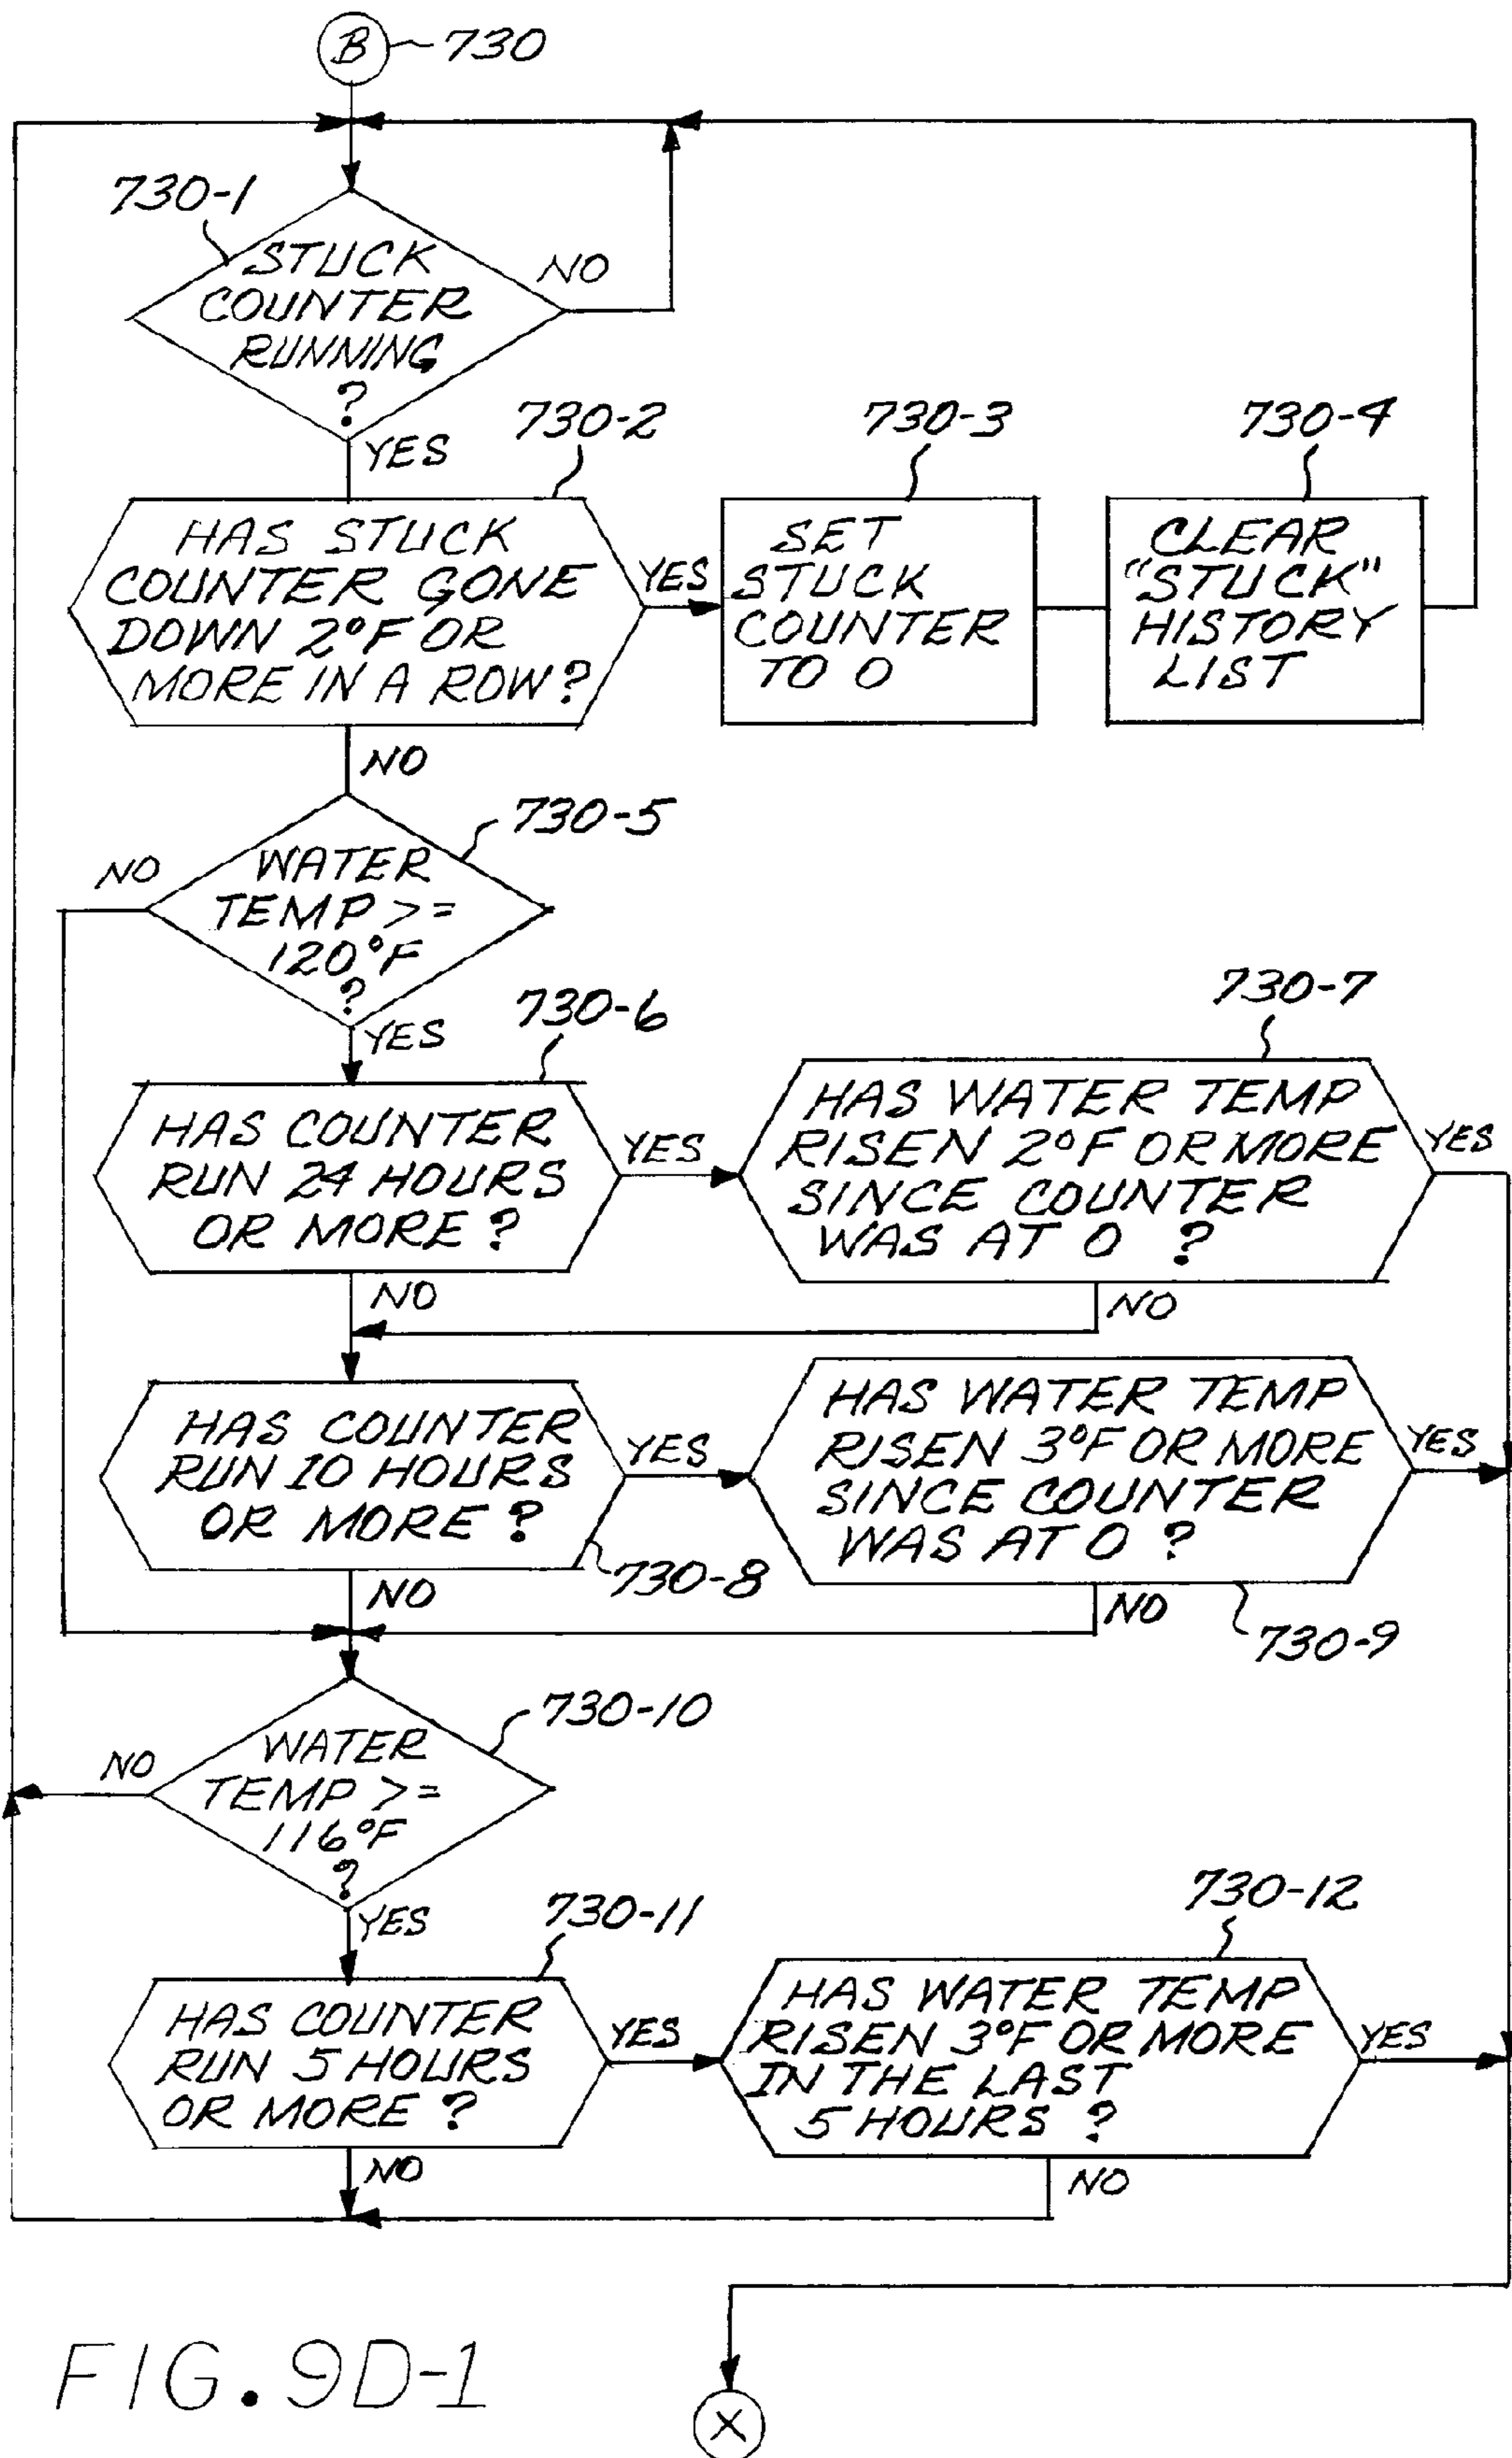 B 730
730-1
STUCK
COUNTER
RUNNING
?
NO
YES
730-2
HAS STUCK
COUNTER GONE
DOWN 2°F OR
MORE IN A ROW?
YES
730-3
SET
STUCK
COUNTER
TO 0
730-4
CLEAR
"STUCK"
HISTORY
LIST
NO
730-5
WATER
TEMP >=
120°F
?
NO
YES
730-6
HAS COUNTER
RUN 24 HOURS
OR MORE?
YES
730-7
HAS WATER TEMP
RISEN 2°F OR MORE
SINCE COUNTER
WAS AT 0 ?
YES
NO
NO
HAS COUNTER
RUN 10 HOURS
OR MORE?
730-8
YES
HAS WATER TEMP
RISEN 3°F OR MORE
SINCE COUNTER
WAS AT 0 ?
730-9
YES
NO
NO
730-10
WATER
TEMP >=
116°F
?
NO
YES
730-11
HAS COUNTER
RUN 5 HOURS
OR MORE?
YES
730-12
HAS WATER TEMP
RISEN 3°F OR MORE
IN THE LAST
5 HOURS ?
YES
NO
NO
X
FIG. 9D-1